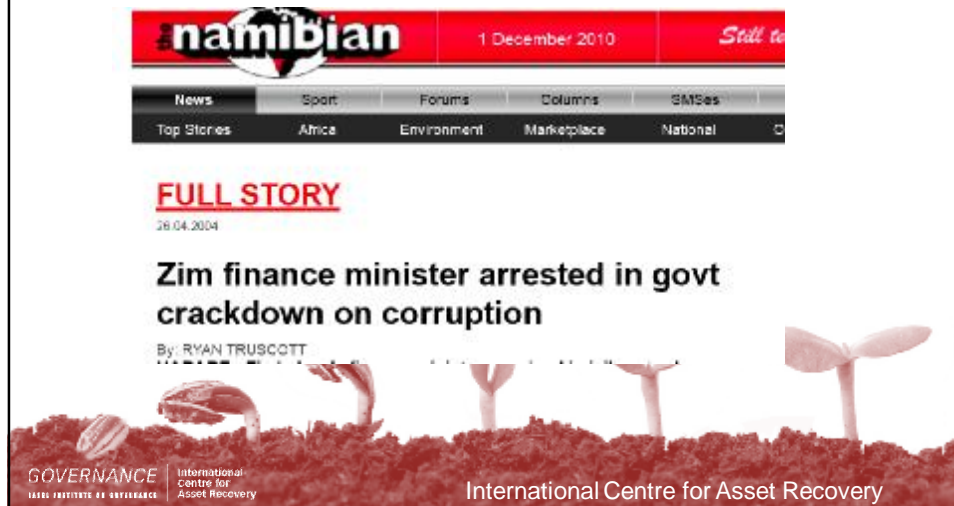 the namibian
1 December 2010
Still
News Sport Forums Columns SMSes
Top Stories Africa Environment Marketplace National
FULL STORY
26.04.2004
Zim finance minister arrested in govt
crackdown on corruption
By: RYAN TRUSCOTT
GOVERNANCE
BASEL INSTITUTE ON GOVERNANCE
International
Centre for
Asset Recovery
International Centre for Asset Recovery